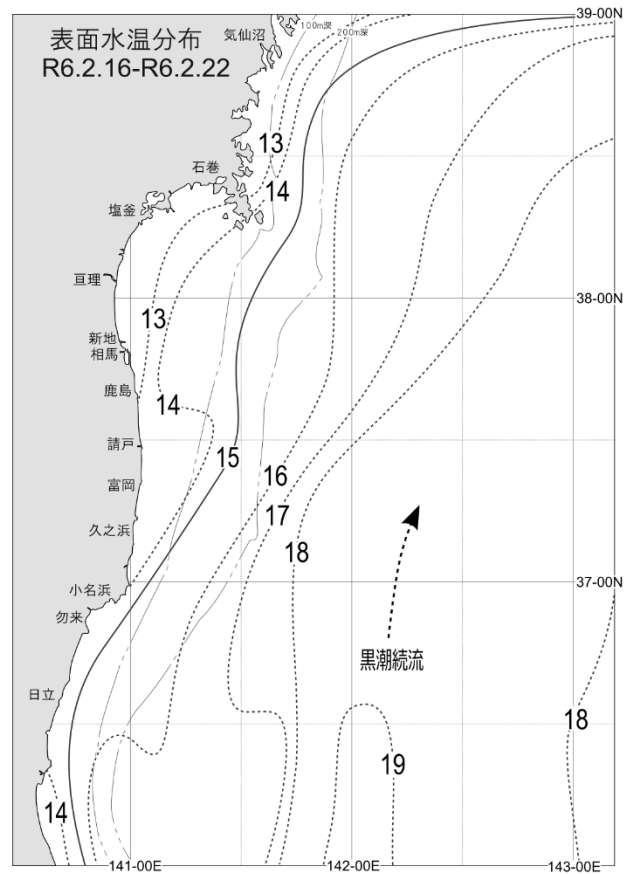 表面水温分布
R6.2.16-R6.2.22
気仙沼
100m深
200m深
39-00N
13
石巻
14
塩釜
亘理
38-00N
13
新地
相馬
鹿島
14
請戸
15
16
富岡
17
久之浜
18
37-00N
小名浜
勿来
黒潮続流
日立
18
19
14
141-00E
142-00E
143-00E